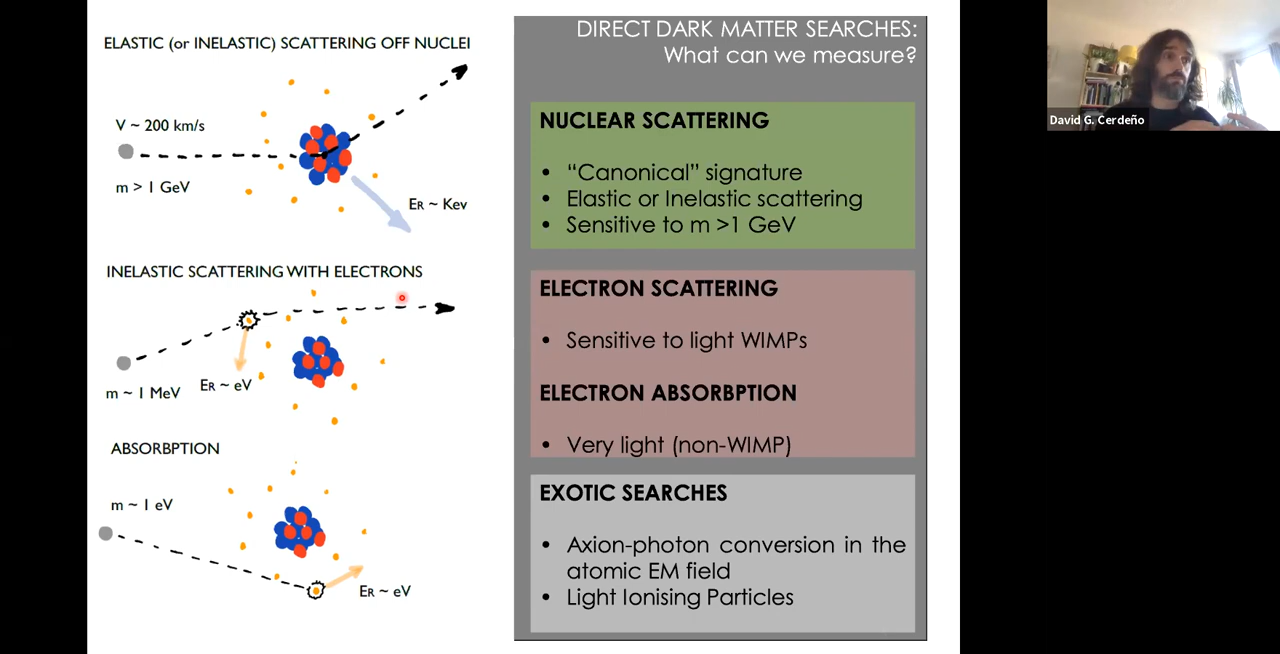 ELASTIC (or INELASTIC) SCATTERING OFF NUCLEI
V ~ 200 km/s
m > 1 GeV
ER ~ Kev
INELASTIC SCATTERING WITH ELECTRONS
m ~ 1 MeV
ER ~ eV
ABSORBPTION
m ~ 1 eV
ER ~ eV
DIRECT DARK MATTER SEARCHES:
What can we measure?
NUCLEAR SCATTERING
• “Canonical” signature
• Elastic or Inelastic scattering
• Sensitive to m >1 GeV
ELECTRON SCATTERING
• Sensitive to light WIMPs
ELECTRON ABSORBPTION
• Very light (non-WIMP)
EXOTIC SEARCHES
• Axion-photon conversion in the
atomic EM field
• Light Ionising Particles
David G. Cerdeño